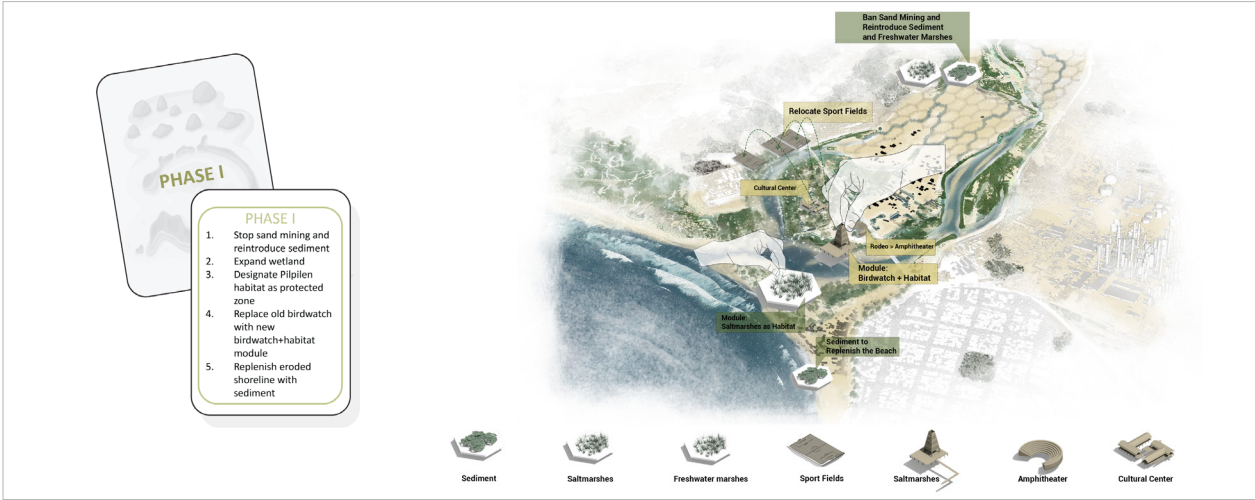 PHASE I
PHASE I
1. Stop sand mining and
reintroduce sediment
2. Expand wetland
3. Designate Pilpilen
habitat as protected
zone
4. Replace old birdwatch
with new
birdwatch+habitat
module
5. Replenish eroded
shoreline with
sediment
Ban Sand Mining and
Reintroduce Sediment
and Freshwater Marshes
Relocate Sport Fields
Cultural Center
Rodeo > Amphitheater
Module:
Birdwatch + Habitat
Module:
Saltmarshes as Habitat
Sediment to
Replenish the Beach
Sediment
Saltmarshes
Freshwater marshes
Sport Fields
Saltmarshes
Amphitheater
Cultural Center